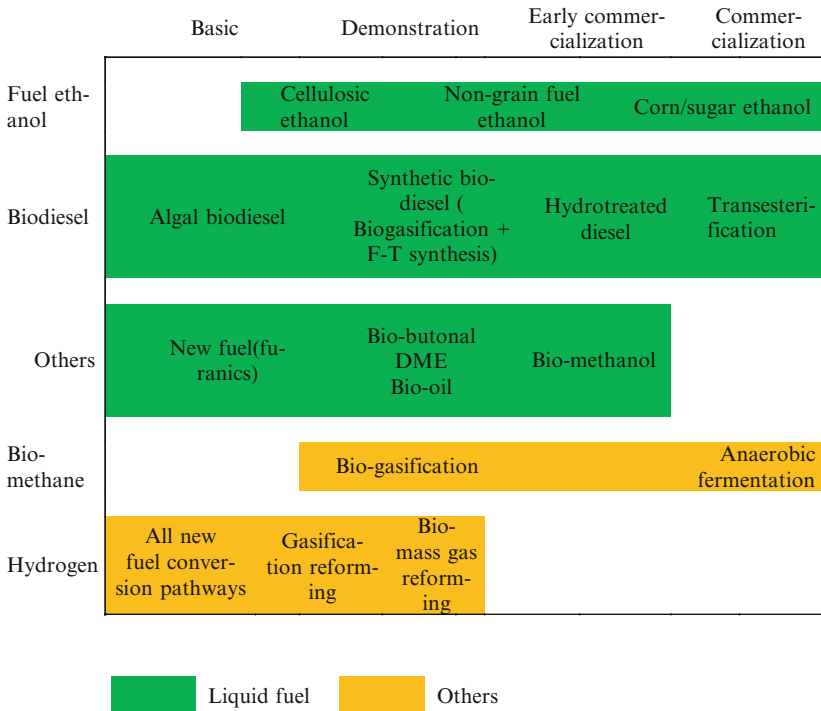 Basic
Demonstration
Early commer-
cialization
Commer-
cialization
Fuel eth-
anol
Cellulosic
ethanol
Non-grain fuel
ethanol
Corn/sugar ethanol
Biodiesel
Algal biodiesel
Synthetic bio-
diesel (
Biogasification +
F-T synthesis)
Hydrotreated
diesel
Transesteri-
fication
Others
New fuel(fu-
ranics)
Bio-butonal
DME
Bio-oil
Bio-methanol
Bio-
methane
Bio-gasification
Anaerobic
fermentation
Hydrogen
All new
fuel conver-
sion pathways
Gasifica-
tion reform-
ing
Bio-
mass gas
reform-
ing
Liquid fuel
Others